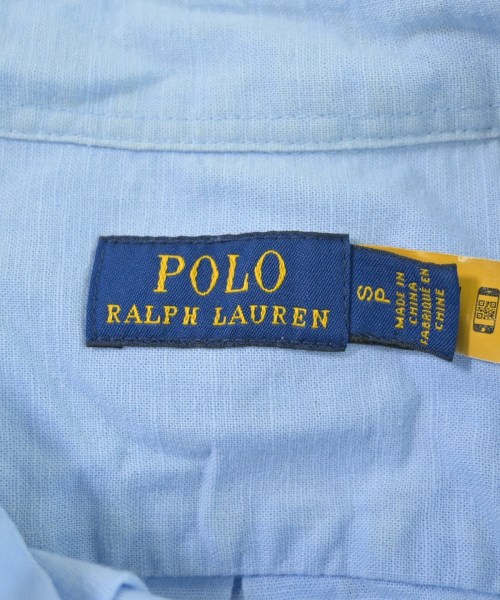 POLO
RALPH LAUREN
S
P
MADE IN
CHINA
FABRIQUÉ EN
CHINE